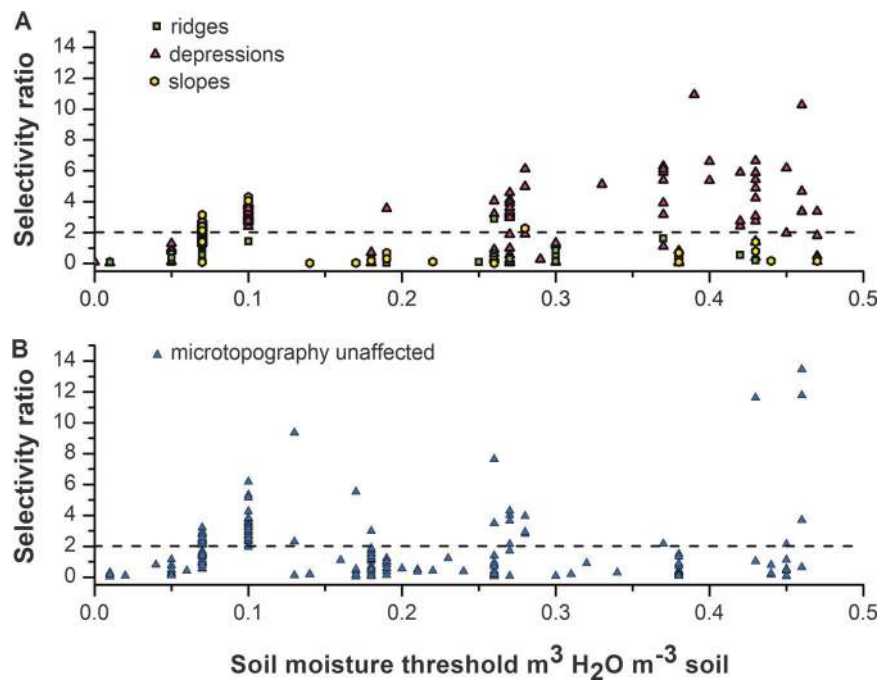 A
ridges
depressions
slopes
Selectivity ratio
14
12
10
8
6
4
2
0
0.0 0.1 0.2 0.3 0.4 0.5
B
microtopography unaffected
Selectivity ratio
14
12
10
8
6
4
2
0
0.0 0.1 0.2 0.3 0.4 0.5
Soil moisture threshold m³ H₂O m⁻³ soil